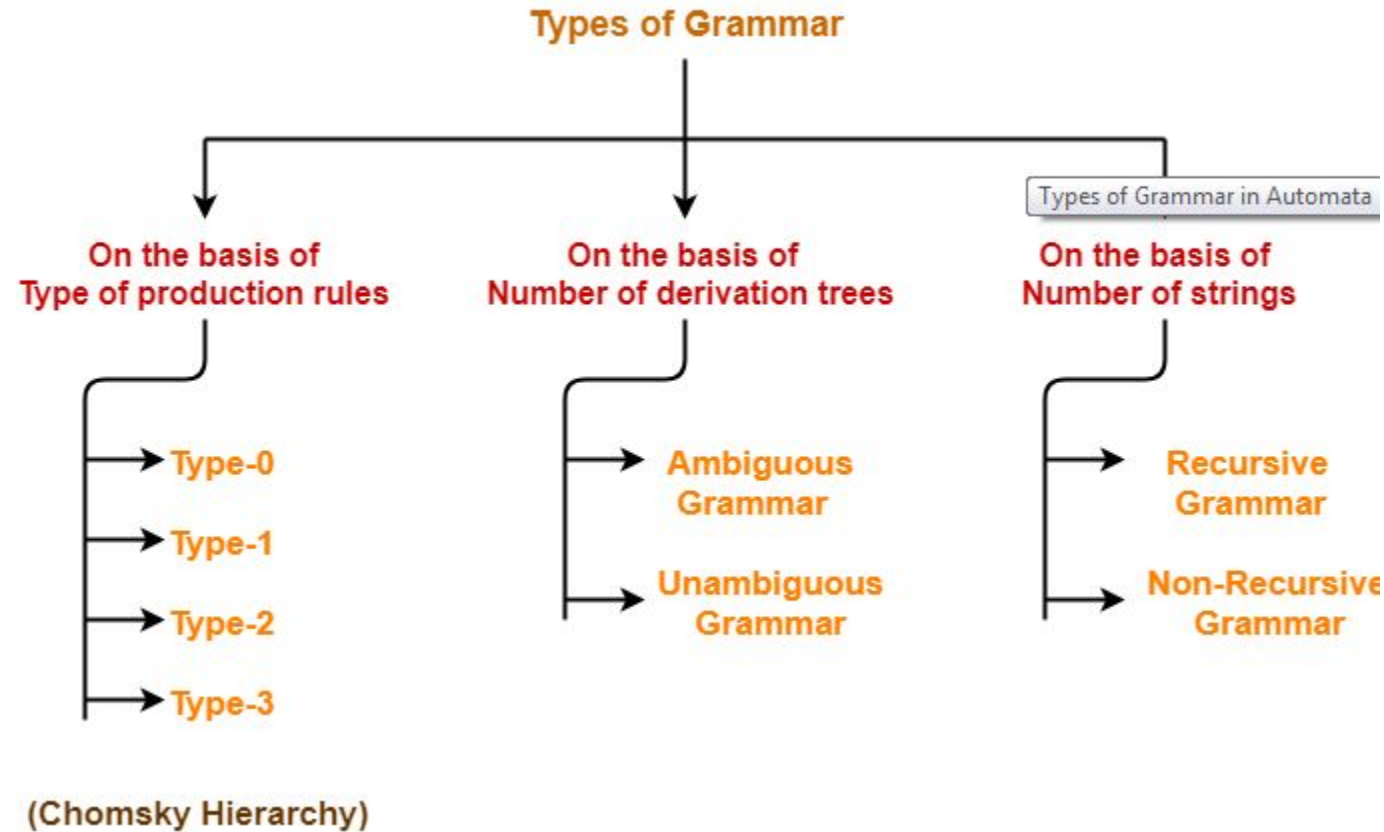 Types of Grammar
Types of Grammar in Automata
On the basis of
Type of production rules
On the basis of
Number of derivation trees
On the basis of
Number of strings
Type-0
Type-1
Type-2
Type-3
Ambiguous
Grammar
Unambiguous
Grammar
Recursive
Grammar
Non-Recursive
Grammar
(Chomsky Hierarchy)